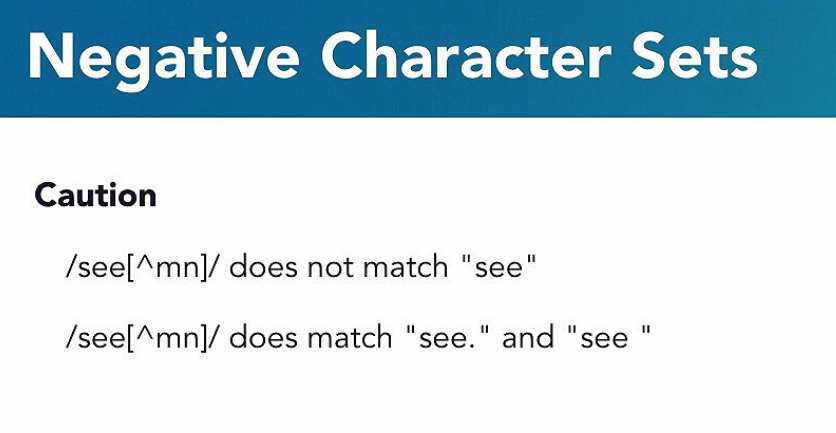 Negative Character Sets
Caution
/see[^mn]/ does not match "see"
/see[^mn]/ does match "see." and "see "